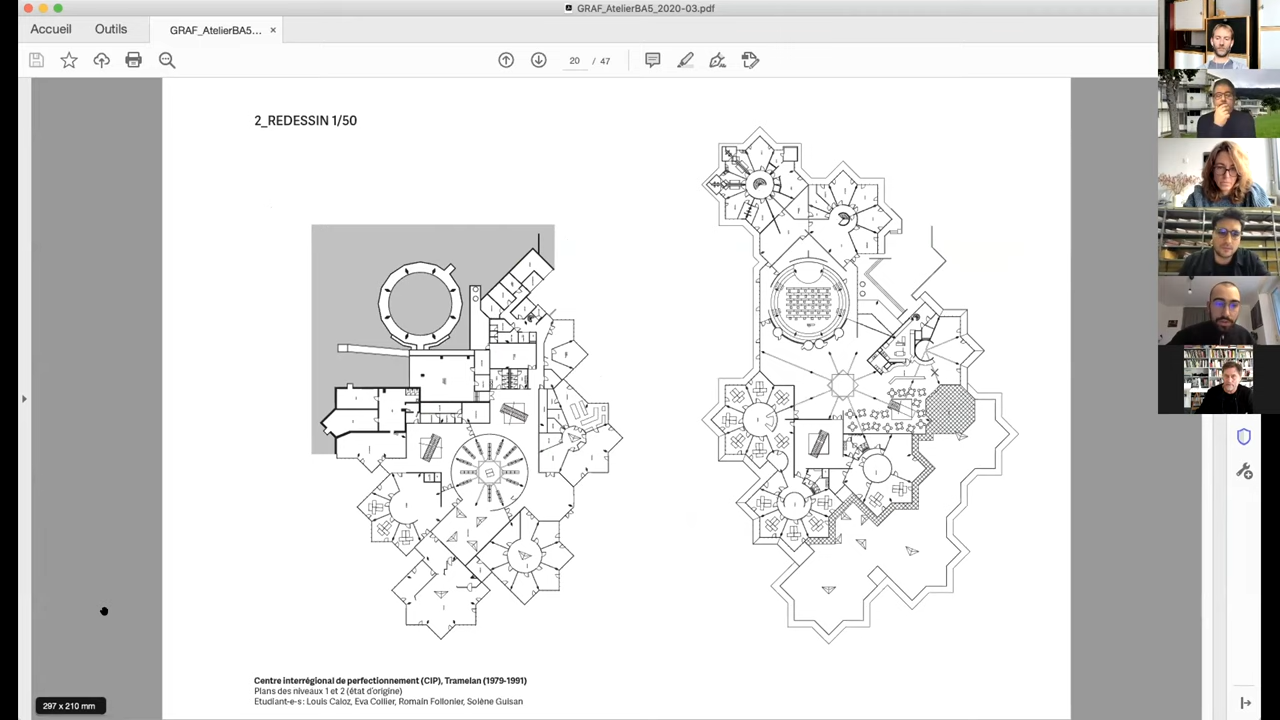 GRAF_AtelierBA5_2020-03.pdf
Accueil
Outils
GRAF_AtelierBA5... ×
20 / 47
2_REDESSIN 1/50
Centre interrégional de perfectionnement (CIP), Tramelan (1979-1991)
Plans des niveaux 1 et 2 (état d'origine)
Etudiant-e-s : Louis Caloz, Eva Collier, Romain Follonier, Solène Guisan
297 x 210 mm